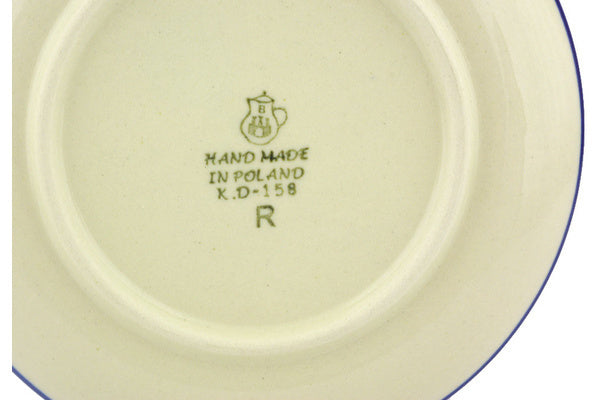 B
HAND MADE
IN POLAND
K.D-158
R